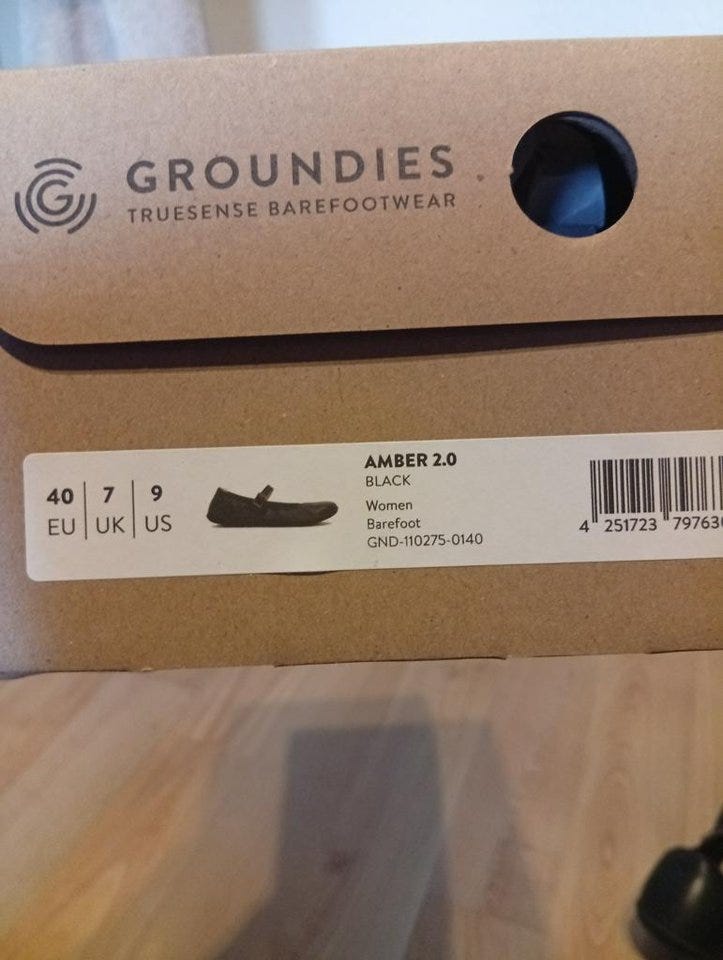 GROUNDIES
TRUESENSE BAREFOOTWEAR
40 7 9
EU UK US
AMBER 2.0
BLACK
Women
Barefoot
GND-110275-0140
4 251723 79763